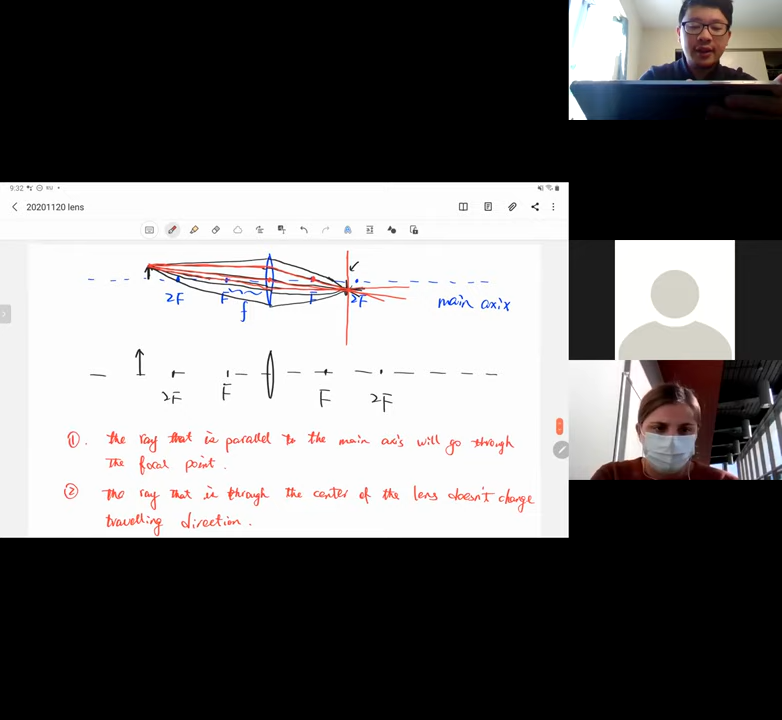 9:32 KU
20201120 lens
2F F f F 2F main axix
2F F F 2F
①. the ray that is parallel to the main axis will go through
the focal point.
② the ray that is through the center of the lens doesn't change
travelling direction.